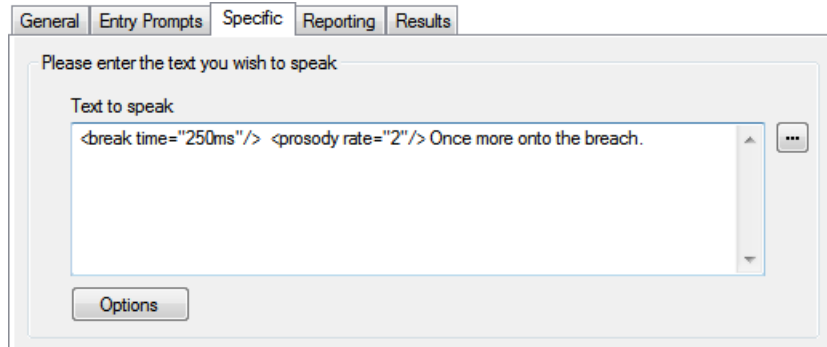 General Entry Prompts Specific Reporting Results
Please enter the text you wish to speak
Text to speak
<break time="250ms"/> <prosody rate="2"/> Once more onto the breach.
...
Options